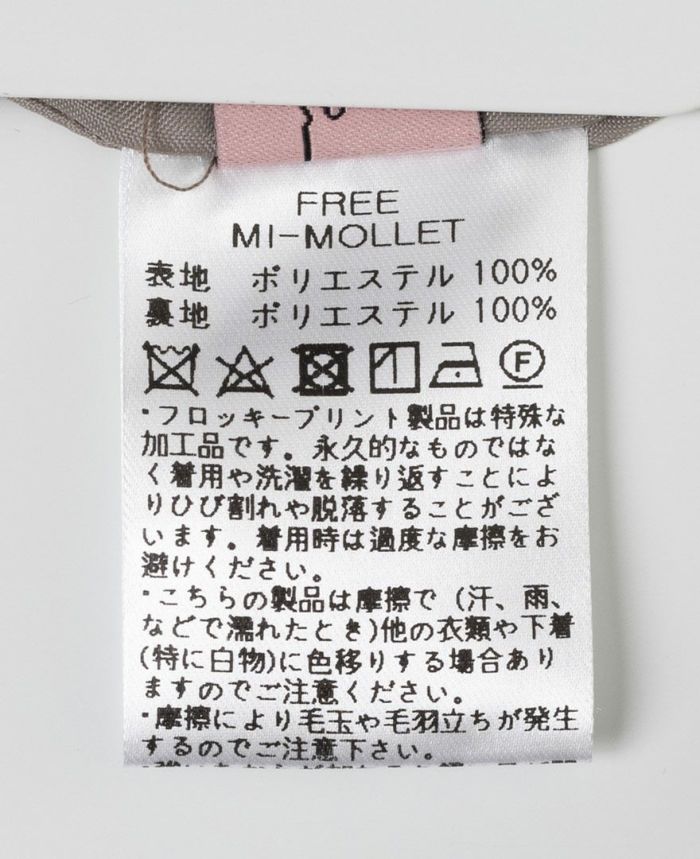 FREE
MI-MOLLET
表地 ポリエステル 100%
裏地 ポリエステル 100%
F
・フロッキープリント製品は特殊な
加工品です。永久的なものではな
く着用や洗濯を繰り返すことによ
りひび割れや脱落することがござ
います。着用時は過度な摩擦をお
避けください。
・こちらの製品は摩擦で(汗、雨、
などで濡れたとき)他の衣類や下着
(特に白物)に色移りする場合あり
ますのでご注意ください。
・摩擦により毛玉や毛羽立ちが発生
するのでご注意下さい。